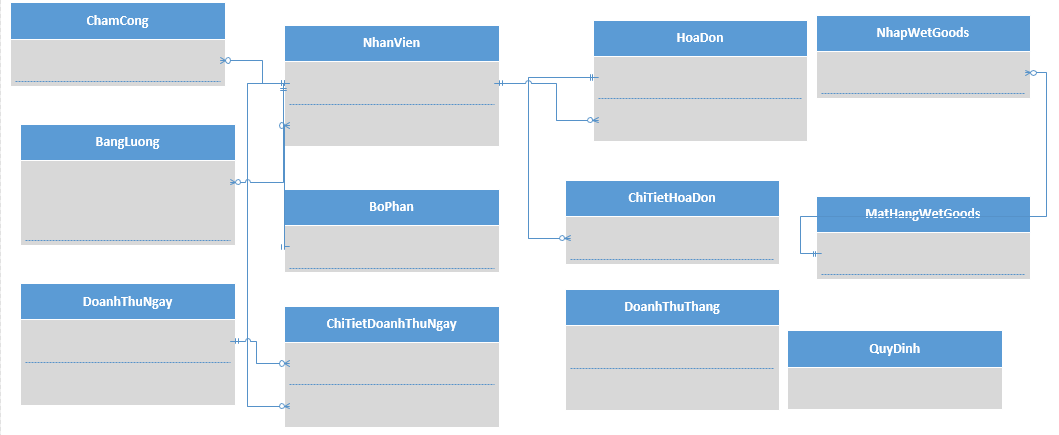 ChamCong
NhanVien
HoaDon
NhapWetGoods
BangLuong
BoPhan
ChiTietHoaDon
MatHangWetGoods
DoanhThuNgay
ChiTietDoanhThuNgay
DoanhThuThang
QuyDinh